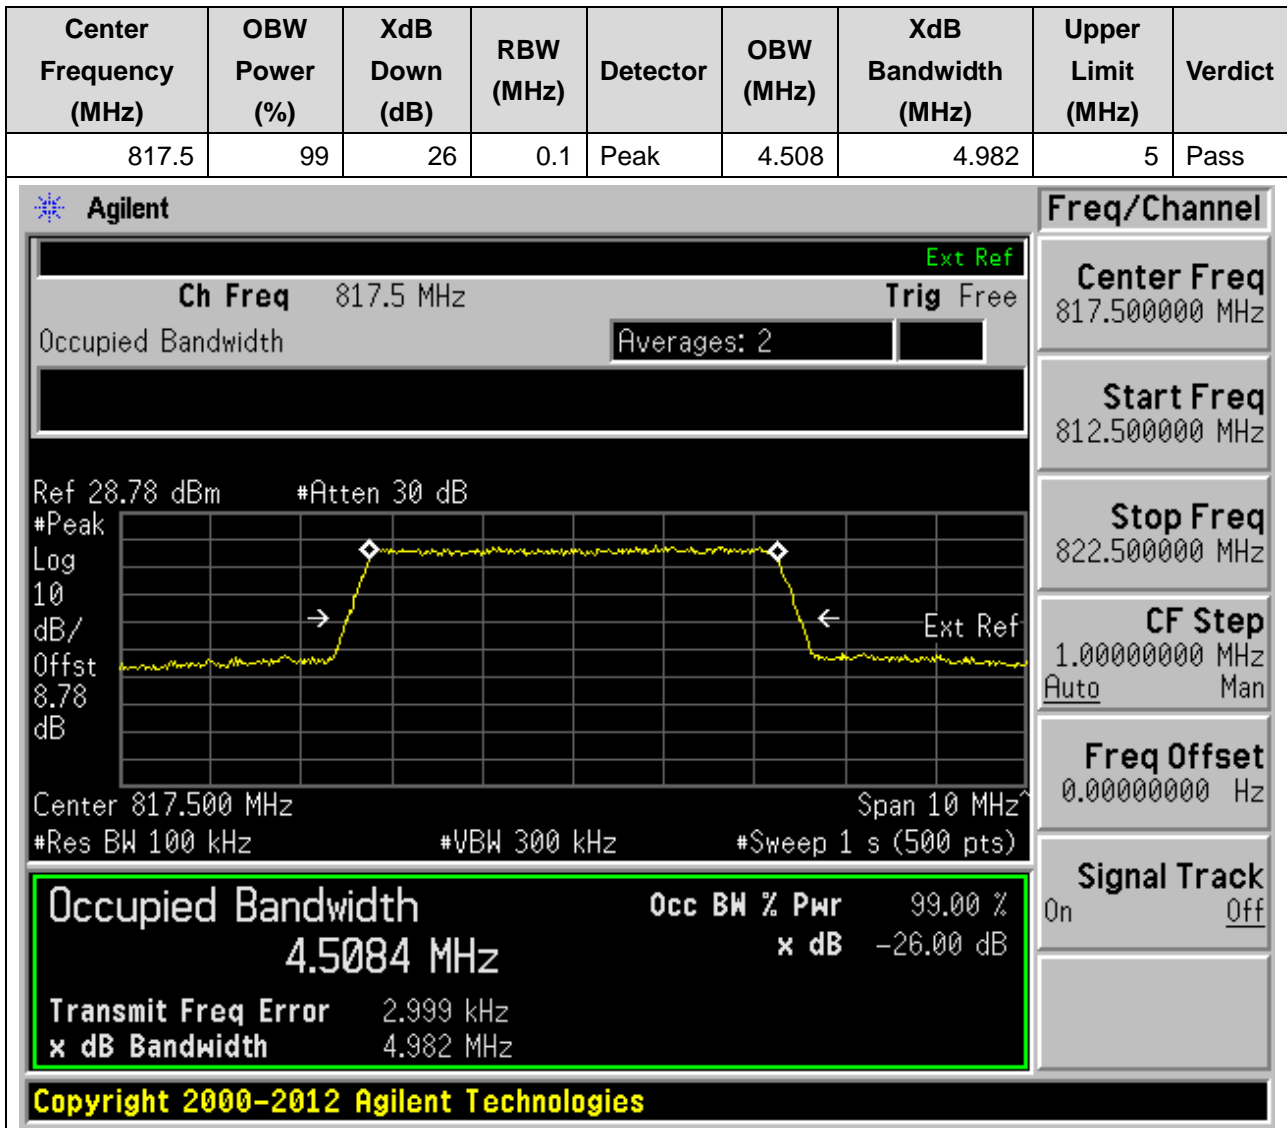 Center Frequency (MHz) OBW Power (%) XdB Down (dB) RBW (MHz) Detector OBW (MHz) XdB Bandwidth (MHz) Upper Limit (MHz) Verdict
817.5 99 26 0.1 Peak 4.508 4.982 5 Pass
Agilent
Freq/Channel
Ext Ref
Ch Freq 817.5 MHz Trig Free
Occupied Bandwidth Averages: 2
Center Freq
817.500000 MHz
Start Freq
812.500000 MHz
Stop Freq
822.500000 MHz
CF Step
1.00000000 MHz
Auto Man
Freq Offset
0.00000000 Hz
Signal Track
On Off
Ref 28.78 dBm #Atten 30 dB
#Peak
Log
10
dB/
Offst
8.78
dB
Ext Ref
Center 817.500 MHz Span 10 MHz^
#Res BW 100 kHz #VBW 300 kHz #Sweep 1 s (500 pts)
Occupied Bandwidth
4.5084 MHz
Occ BW % Pwr 99.00 %
x dB -26.00 dB
Transmit Freq Error 2.999 kHz
x dB Bandwidth 4.982 MHz
Copyright 2000-2012 Agilent Technologies